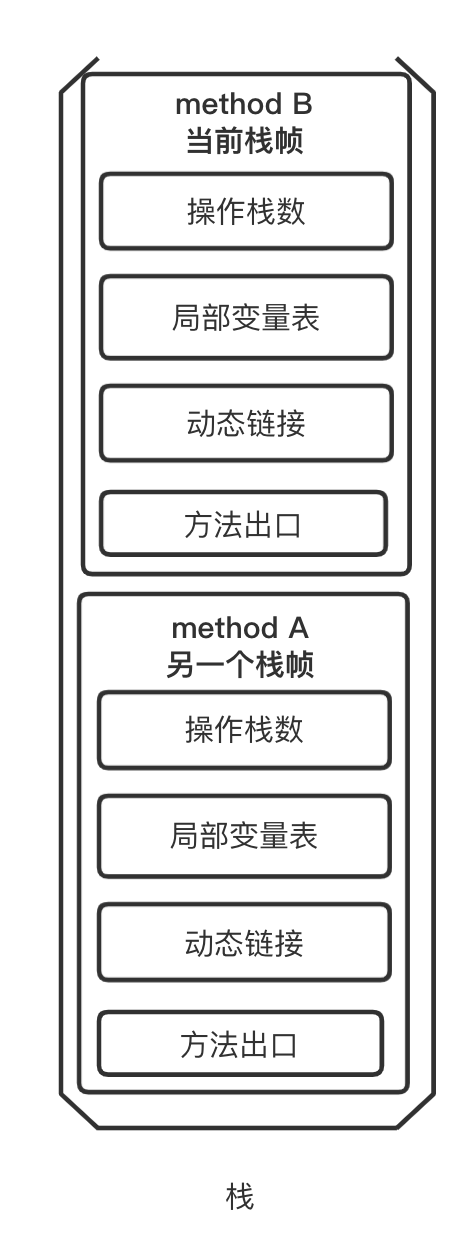 method B
当前栈帧
操作栈数
局部变量表
动态链接
方法出口
method A
另一个栈帧
操作栈数
局部变量表
动态链接
方法出口
栈